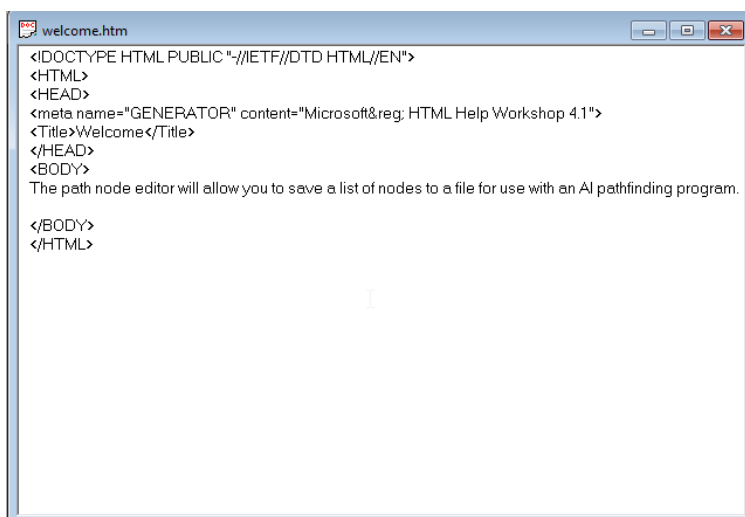 welcome.htm
<!DOCTYPE HTML PUBLIC "-//IETF//DTD HTML//EN">
<HTML>
<HEAD>
<meta name="GENERATOR" content="Microsoft&reg; HTML Help Workshop 4.1">
<Title>Welcome</Title>
</HEAD>
<BODY>
The path node editor will allow you to save a list of nodes to a file for use with an AI pathfinding program.
</BODY>
</HTML>